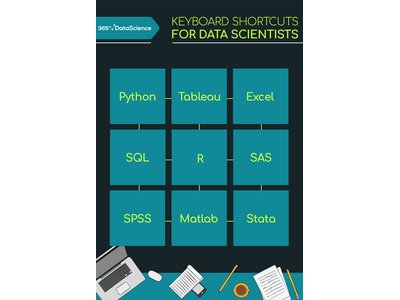 365√DataScience
KEYBOARD SHORTCUTS
FOR DATA SCIENTISTS
Python Tableau Excel
SQL R SAS
SPSS Matlab Stata